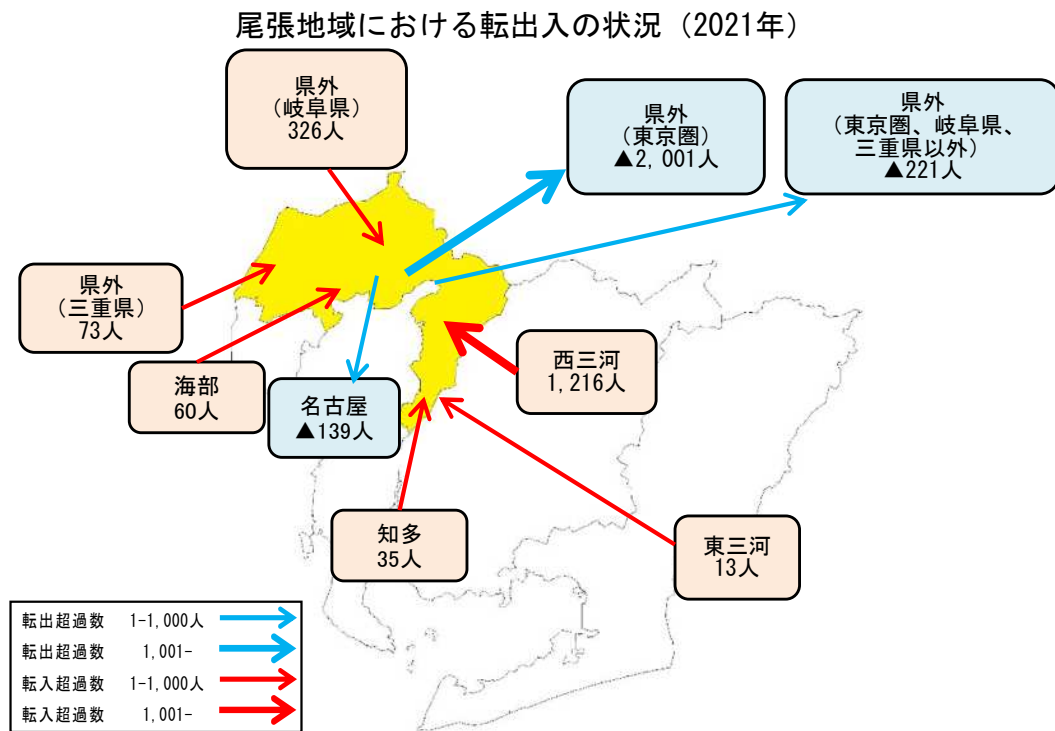 尾張地域における転出入の状況（2021年）
県外
（岐阜県）
326人
県外
（東京圏）
▲2,001人
県外
（東京圏、岐阜県、
三重県以外）
▲221人
県外
（三重県）
73人
海部
60人
名古屋
▲139人
西三河
1,216人
知多
35人
東三河
13人
転出超過数 1-1,000人
転出超過数 1,001-
転入超過数 1-1,000人
転入超過数 1,001-